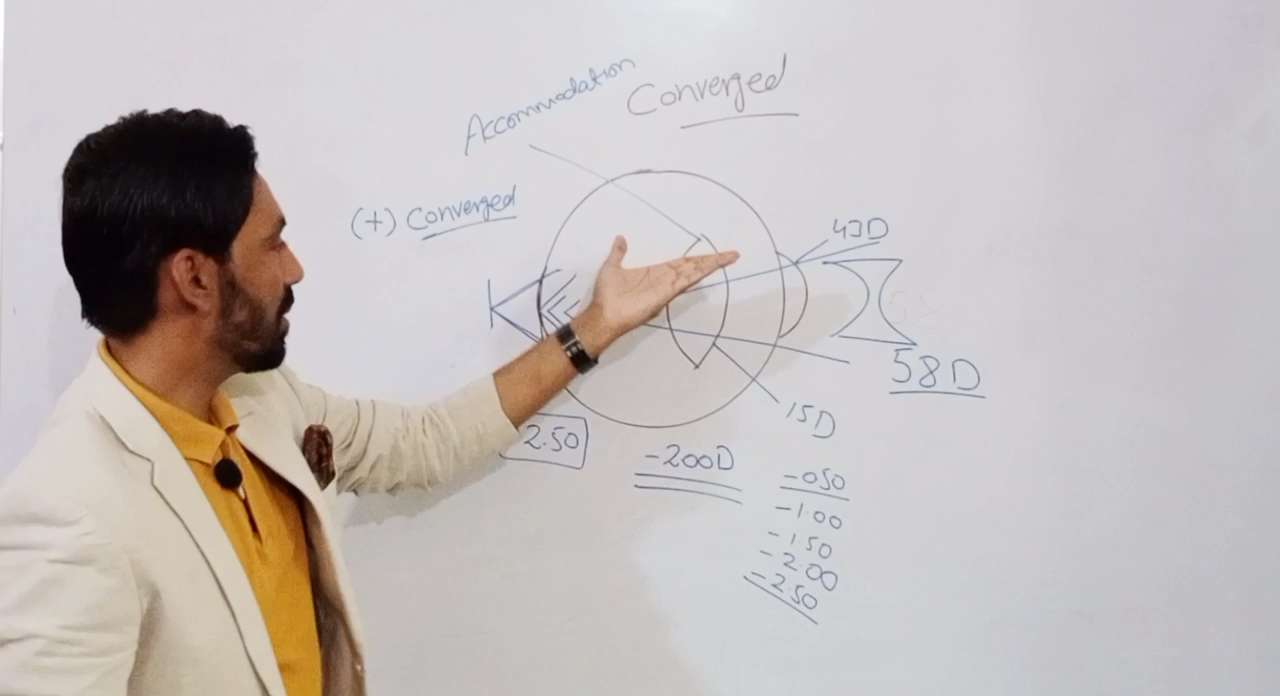 Accommodation
Converged
(+) Converged
43D
58D
15D
2.50
-200D
-050
-1.00
-1.50
-2.00
-2.50